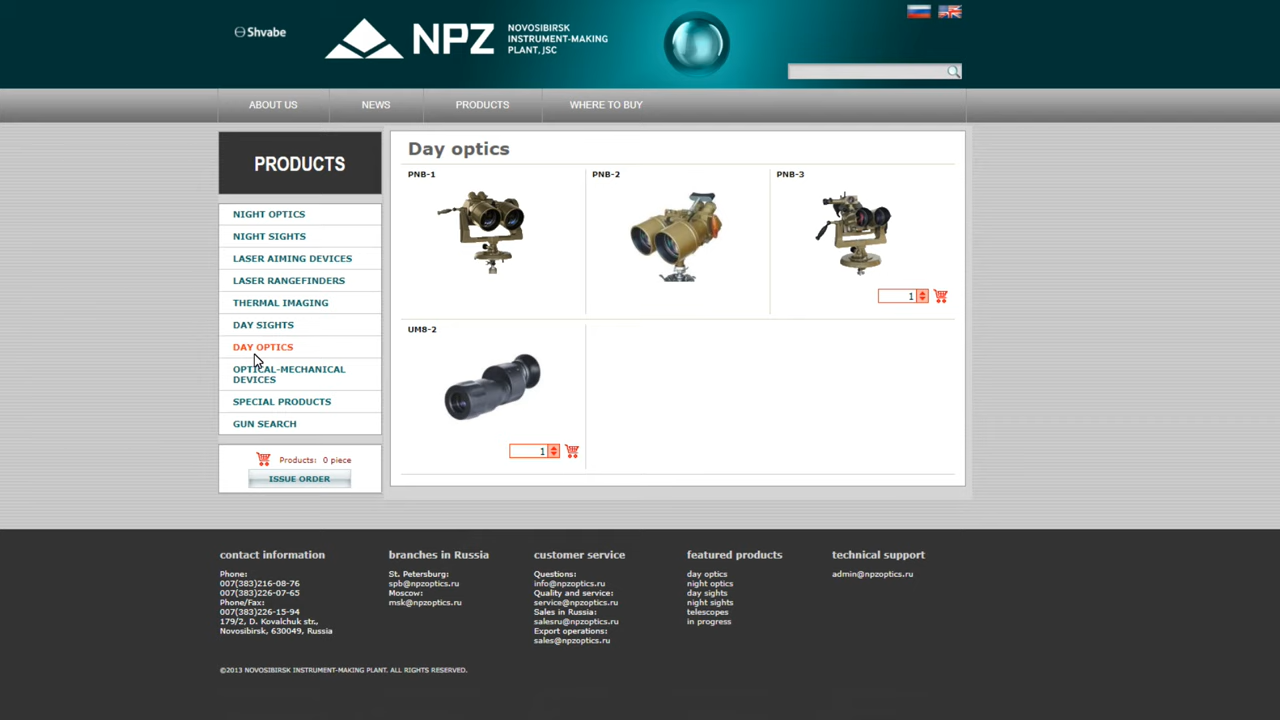 Shvabe
NPZ
NOVOSIBIRSK
INSTRUMENT-MAKING
PLANT, JSC
ABOUT US
NEWS
PRODUCTS
WHERE TO BUY
PRODUCTS
NIGHT OPTICS
NIGHT SIGHTS
LASER AIMING DEVICES
LASER RANGEFINDERS
THERMAL IMAGING
DAY SIGHTS
DAY OPTICS
OPTICAL-MECHANICAL
DEVICES
SPECIAL PRODUCTS
GUN SEARCH
Products: 0 piece
ISSUE ORDER
Day optics
PNB-1
PNB-2
PNB-3
1
UM8-2
1
contact information
Phone:
007(383)216-08-76
007(383)226-07-65
Phone/Fax:
007(383)226-15-94
179/2, D. Kovalchuk str.,
Novosibirsk, 630049, Russia
branches in Russia
St. Petersburg:
spb@npzoptics.ru
Moscow:
msk@npzoptics.ru
customer service
Questions:
info@npzoptics.ru
Quality and service:
service@npzoptics.ru
Sales in Russia:
salesru@npzoptics.ru
Export operations:
sales@npzoptics.ru
featured products
day optics
night optics
day sights
night sights
telescopes
in progress
technical support
admin@npzoptics.ru
©2013 NOVOSIBIRSK INSTRUMENT-MAKING PLANT. ALL RIGHTS RESERVED.